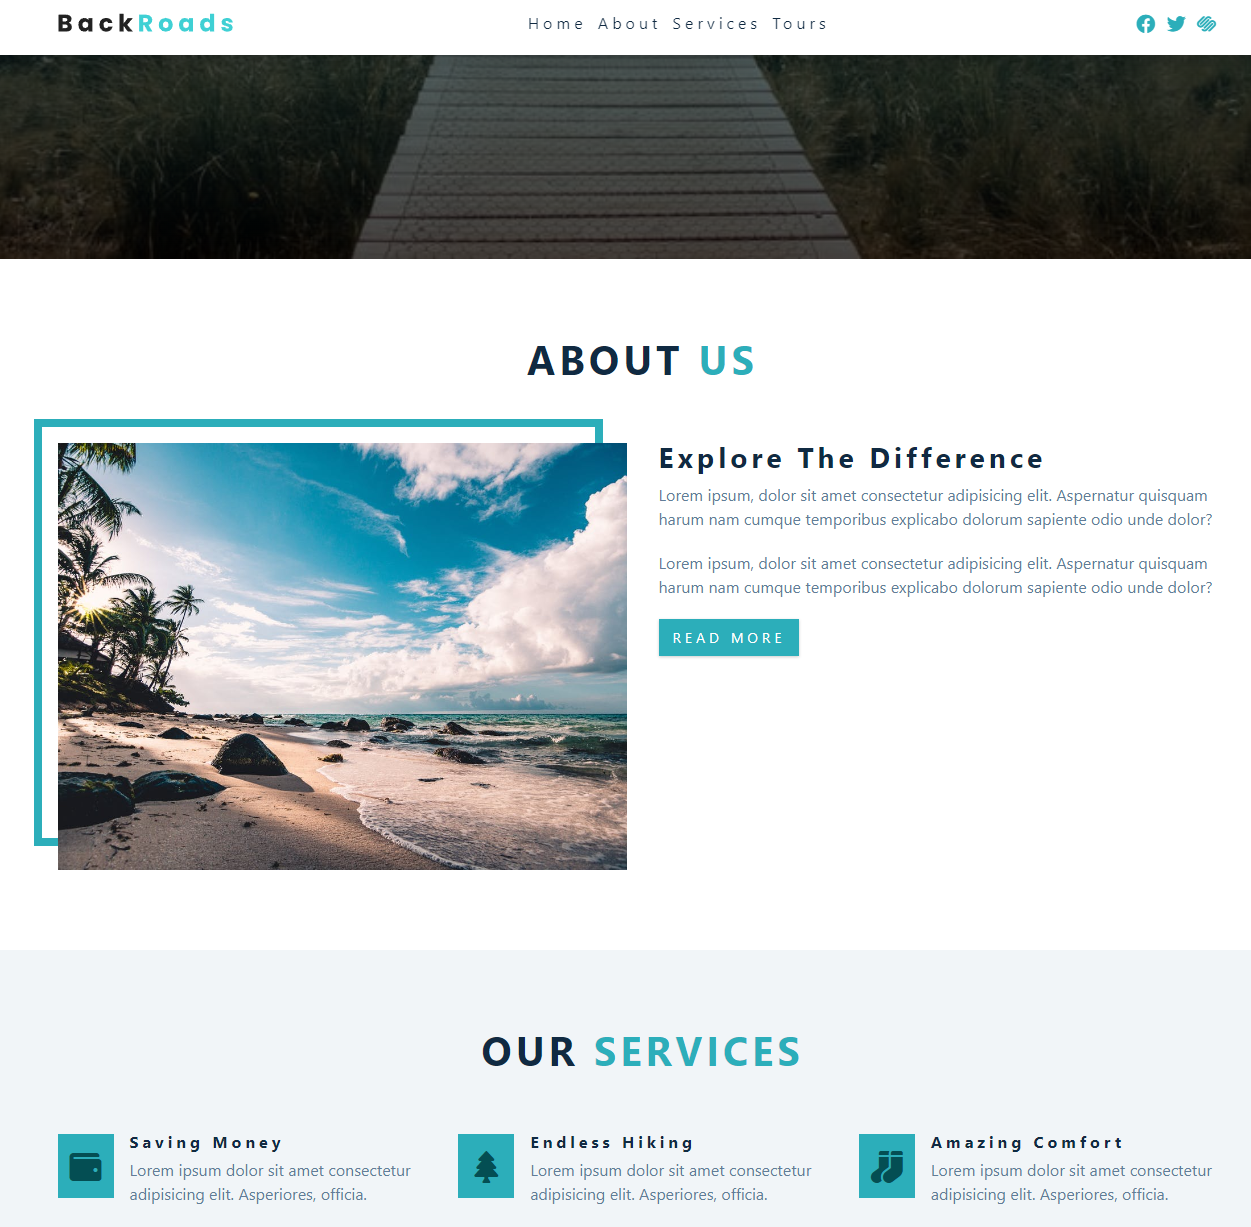 BackRoads
Home About Services Tours
ABOUT US
Explore The Difference
Lorem ipsum, dolor sit amet consectetur adipisicing elit. Aspernatur quisquam
harum nam cumque temporibus explicabo dolorum sapiente odio unde dolor?
Lorem ipsum, dolor sit amet consectetur adipisicing elit. Aspernatur quisquam
harum nam cumque temporibus explicabo dolorum sapiente odio unde dolor?
READ MORE
OUR SERVICES
Saving Money
Lorem ipsum dolor sit amet consectetur
adipisicing elit. Asperiores, officia.
Endless Hiking
Lorem ipsum dolor sit amet consectetur
adipisicing elit. Asperiores, officia.
Amazing Comfort
Lorem ipsum dolor sit amet consectetur
adipisicing elit. Asperiores, officia.